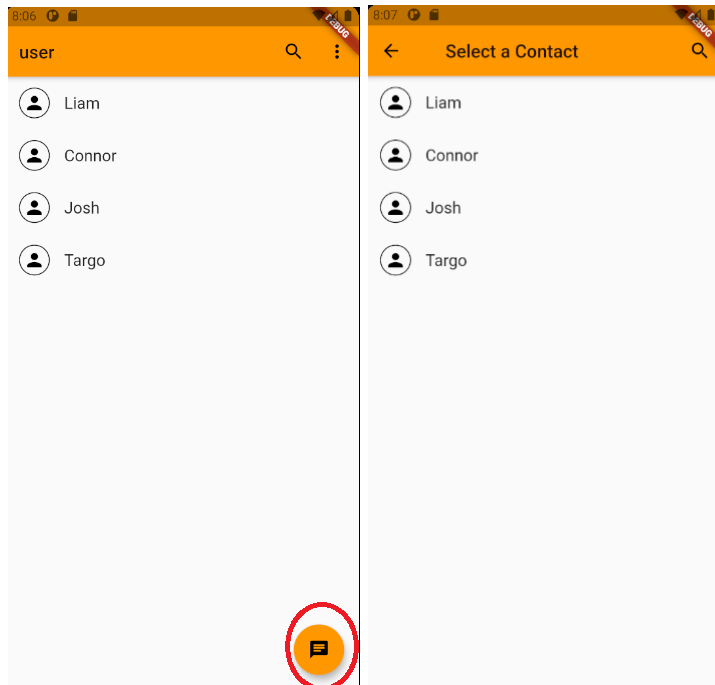 8:06
DEBUG
user
Liam
Connor
Josh
Targo
8:07
DEBUG
Select a Contact
Liam
Connor
Josh
Targo